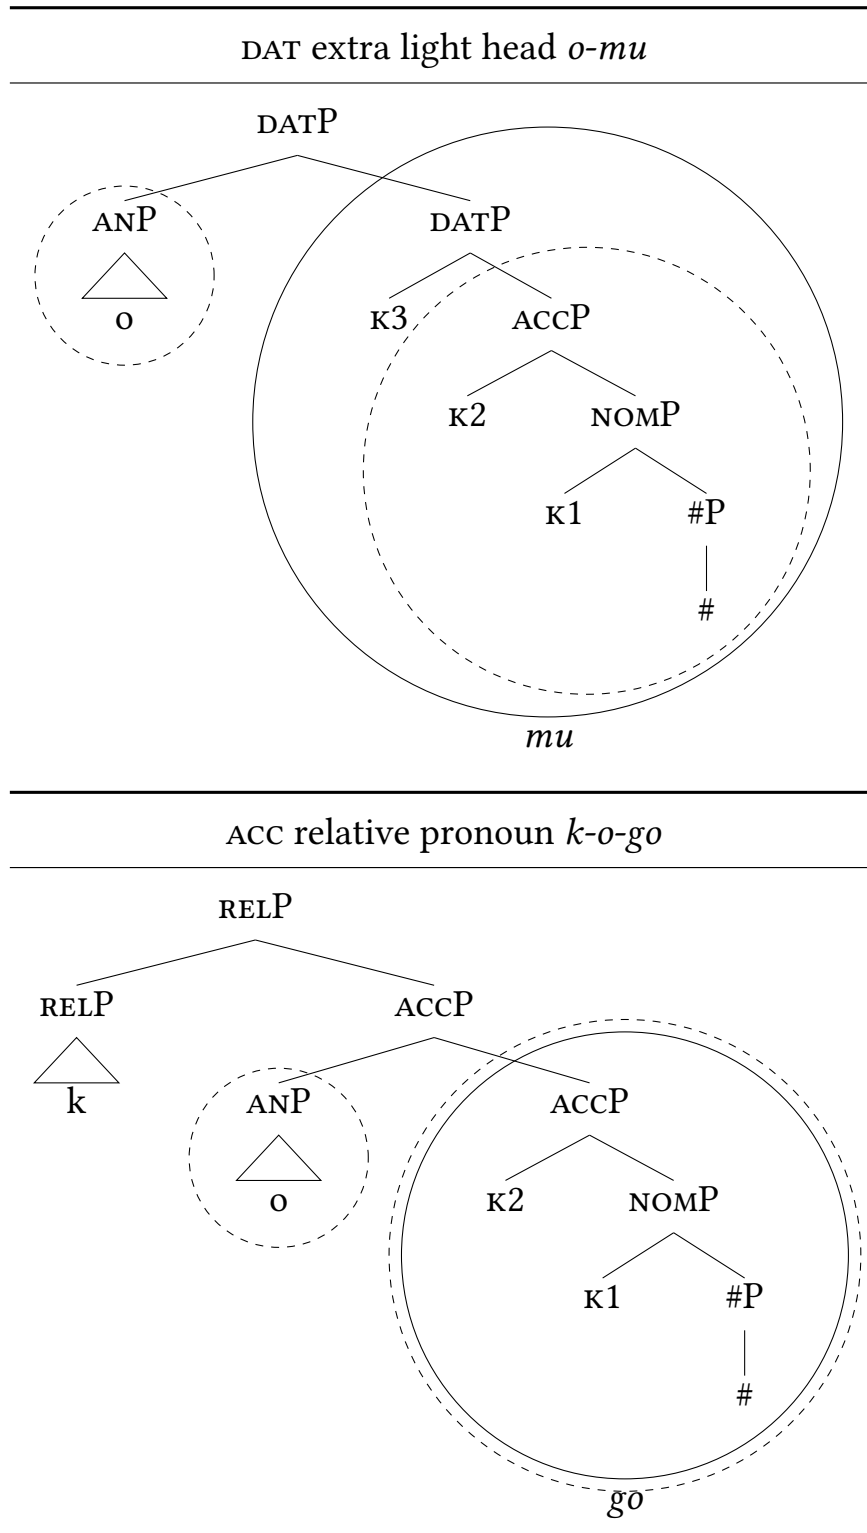 DAT extra light head o-mu
DATP
ANP DATP
o K3 ACCP
K2 NOMP
K1 #P
#
mu
ACC relative pronoun k-o-go
RELP
RELP ACCP
k ANP ACCP
o K2 NOMP
K1 #P
#
go